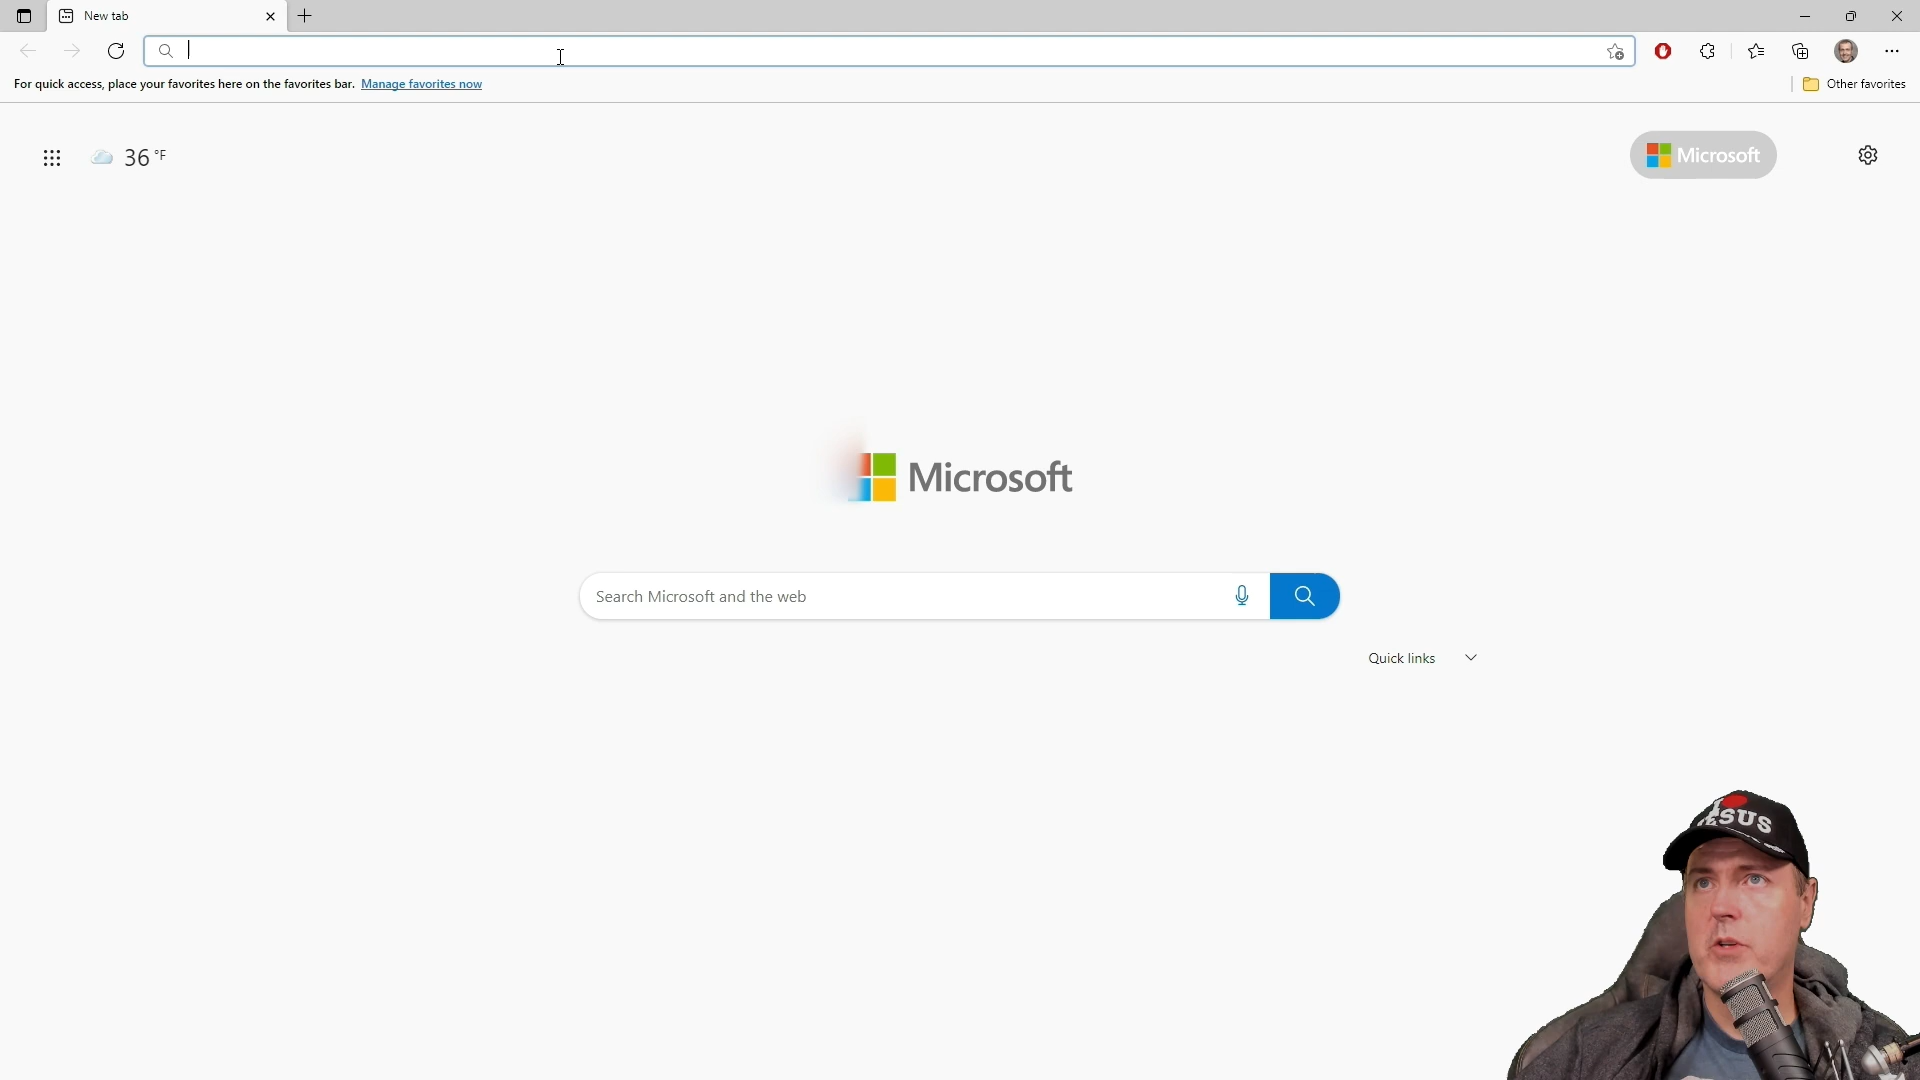 New tab
For quick access, place your favorites here on the favorites bar. Manage favorites now
Other favorites
36 °F
Microsoft
Microsoft
Search Microsoft and the web
Quick links
I
JESUS